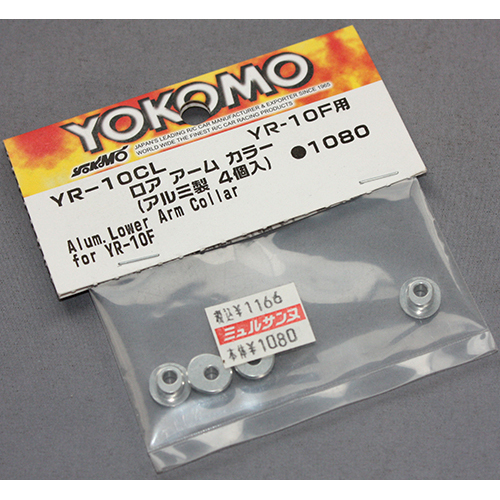 YOKOMO
JAPAN'S LEADING R/C CAR MANUFACTURER & EXPORTER SINCE 1965
WORLD WIDE THE FINEST R/C CAR RACING PRODUCTS
YOKOMO
YR-10CL YR-10F用
ロア アーム カラー
(アルミ製 4個入) ●1080
Alum.Lower Arm Collar
for YR-10F
税込¥1166
ミュルサンヌ
本体¥1080